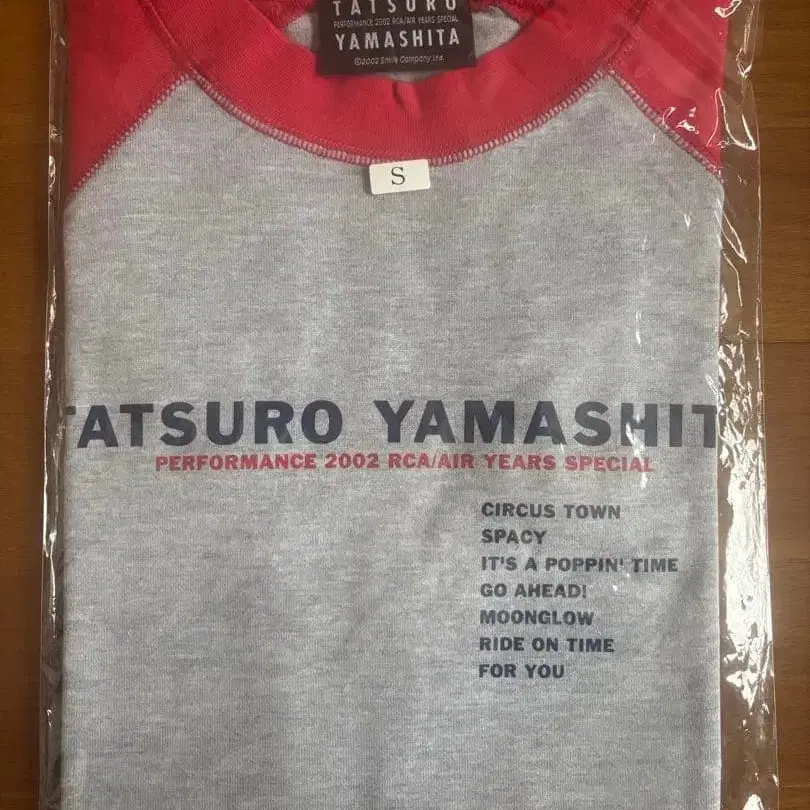 TATSURO
PERFORMANCE 2002 RCA/AIR YEARS SPECIAL
YAMASHITA
©2002 Smile Company Ltd.
S
TATSURO YAMASHIT
PERFORMANCE 2002 RCA/AIR YEARS SPECIAL
CIRCUS TOWN
SPACY
IT'S A POPPIN' TIME
GO AHEAD!
MOONGLOW
RIDE ON TIME
FOR YOU